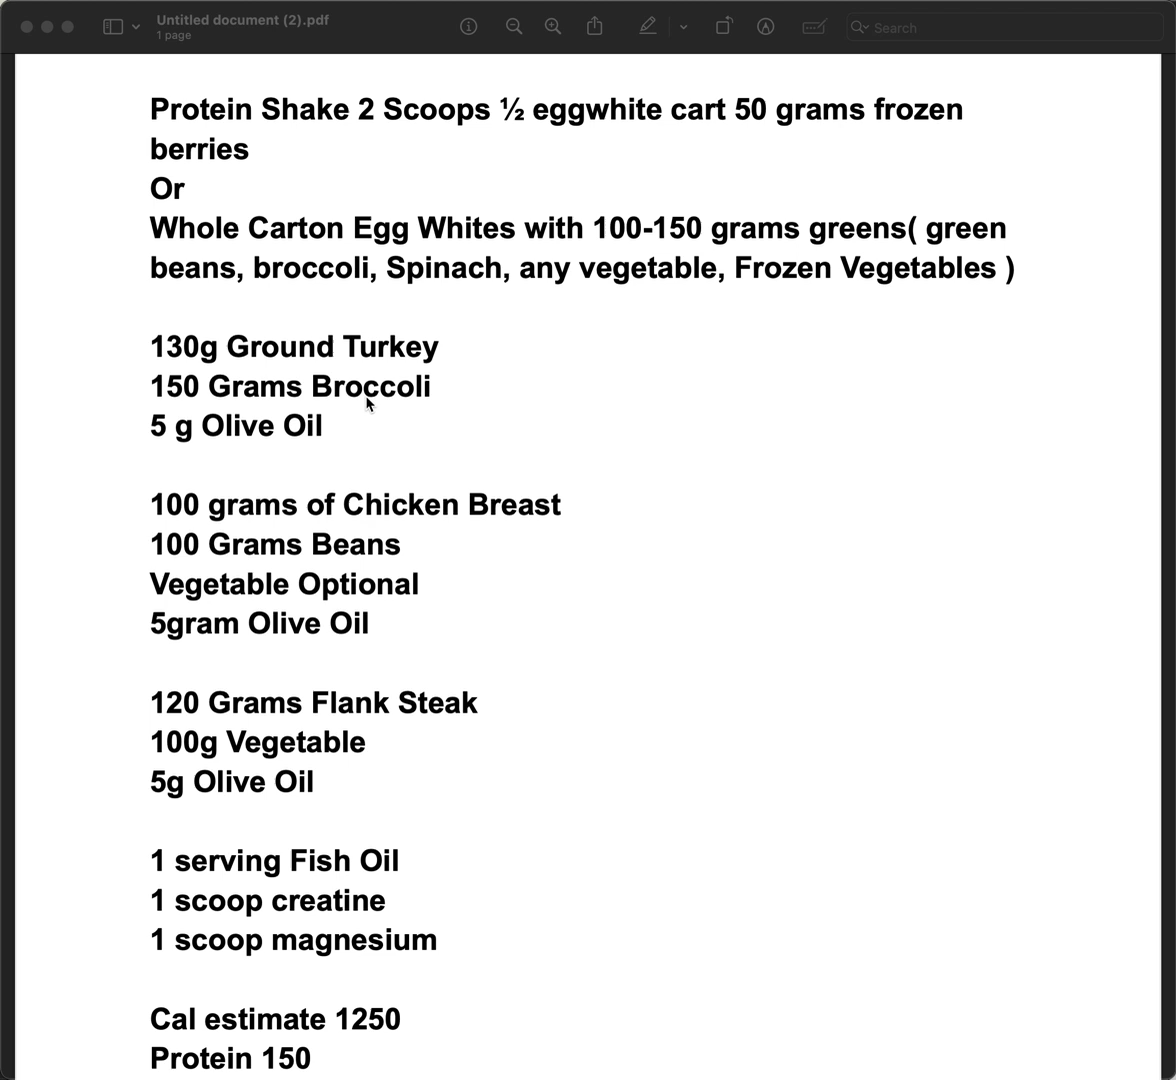 Untitled document (2).pdf
1 page
Search
Protein Shake 2 Scoops ½ eggwhite cart 50 grams frozen
berries
Or
Whole Carton Egg Whites with 100-150 grams greens( green
beans, broccoli, Spinach, any vegetable, Frozen Vegetables )
130g Ground Turkey
150 Grams Broccoli
5 g Olive Oil
100 grams of Chicken Breast
100 Grams Beans
Vegetable Optional
5gram Olive Oil
120 Grams Flank Steak
100g Vegetable
5g Olive Oil
1 serving Fish Oil
1 scoop creatine
1 scoop magnesium
Cal estimate 1250
Protein 150